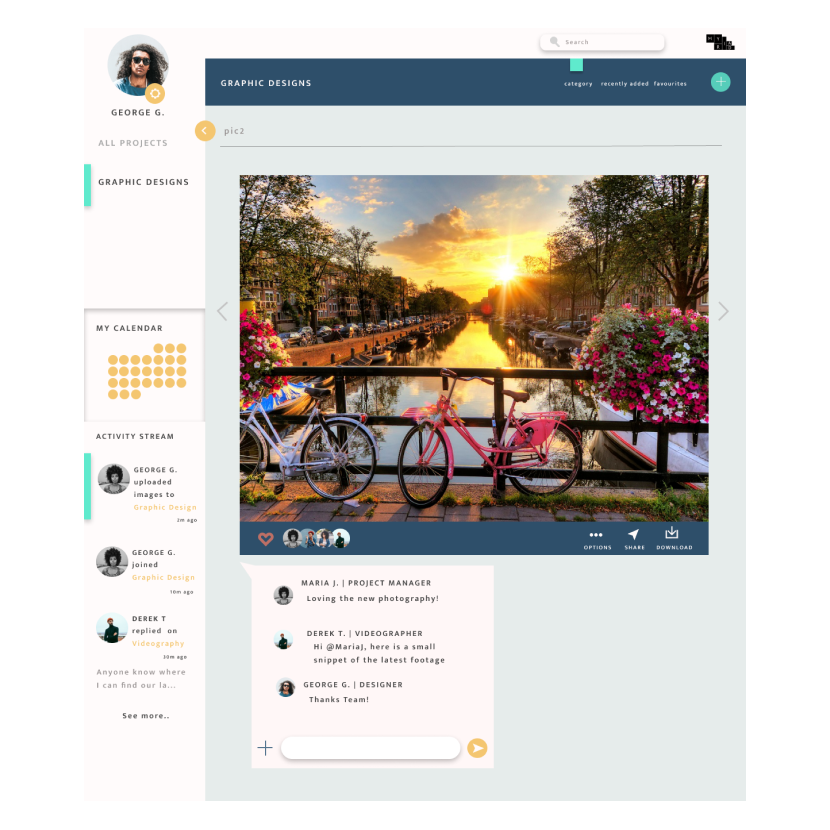 Search
GEORGE G.
ALL PROJECTS
GRAPHIC DESIGNS
GRAPHIC DESIGNS
category
recently added
favourites
pic2
MY CALENDAR
ACTIVITY STREAM
GEORGE G.
uploaded
images to
Graphic Design
2m ago
GEORGE G.
joined
Graphic Design
10m ago
DEREK T
replied on
Videography
30m ago
Anyone know where
I can find our la...
See more..
OPTIONS
SHARE
DOWNLOAD
MARIA J. | PROJECT MANAGER
Loving the new photography!
DEREK T. | VIDEOGRAPHER
Hi @MariaJ, here is a small
snippet of the latest footage
GEORGE G. | DESIGNER
Thanks Team!